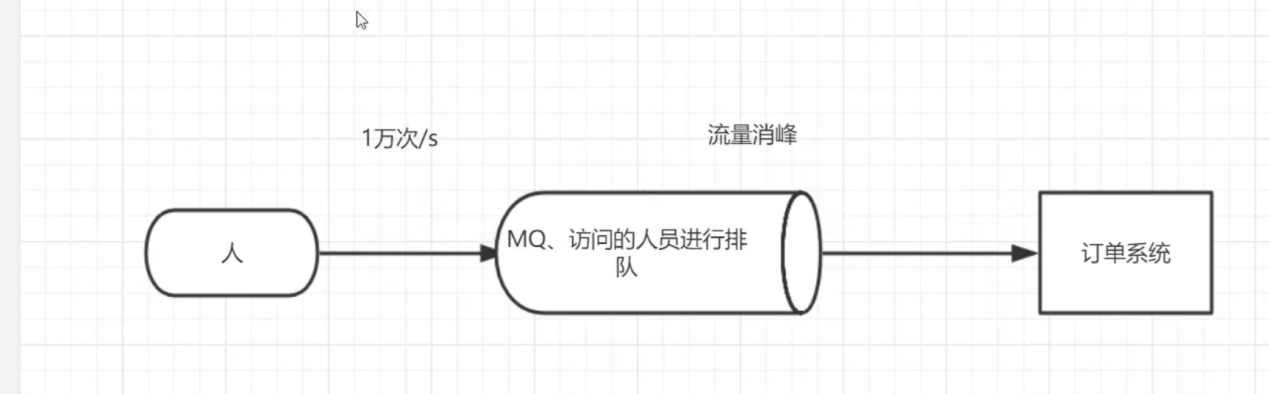 1万次/s
流量消峰
人
MQ、访问的人员进行排
队
订单系统